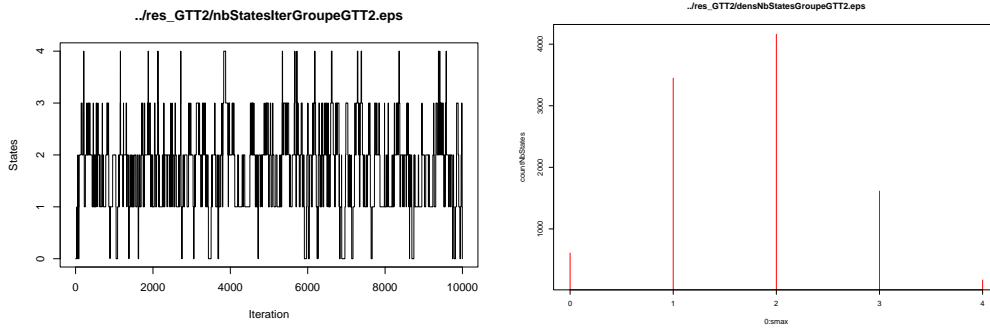 ../res_GTT2/nbStatesIterGroupeGTT2.eps
States
4
3
2
1
0
0 2000 4000 6000 8000 10000
Iteration
../res_GTT2/densNbStatesGroupeGTT2.eps
countNbStates
4000
3000
2000
1000
0 1 2 3 4
0:smax